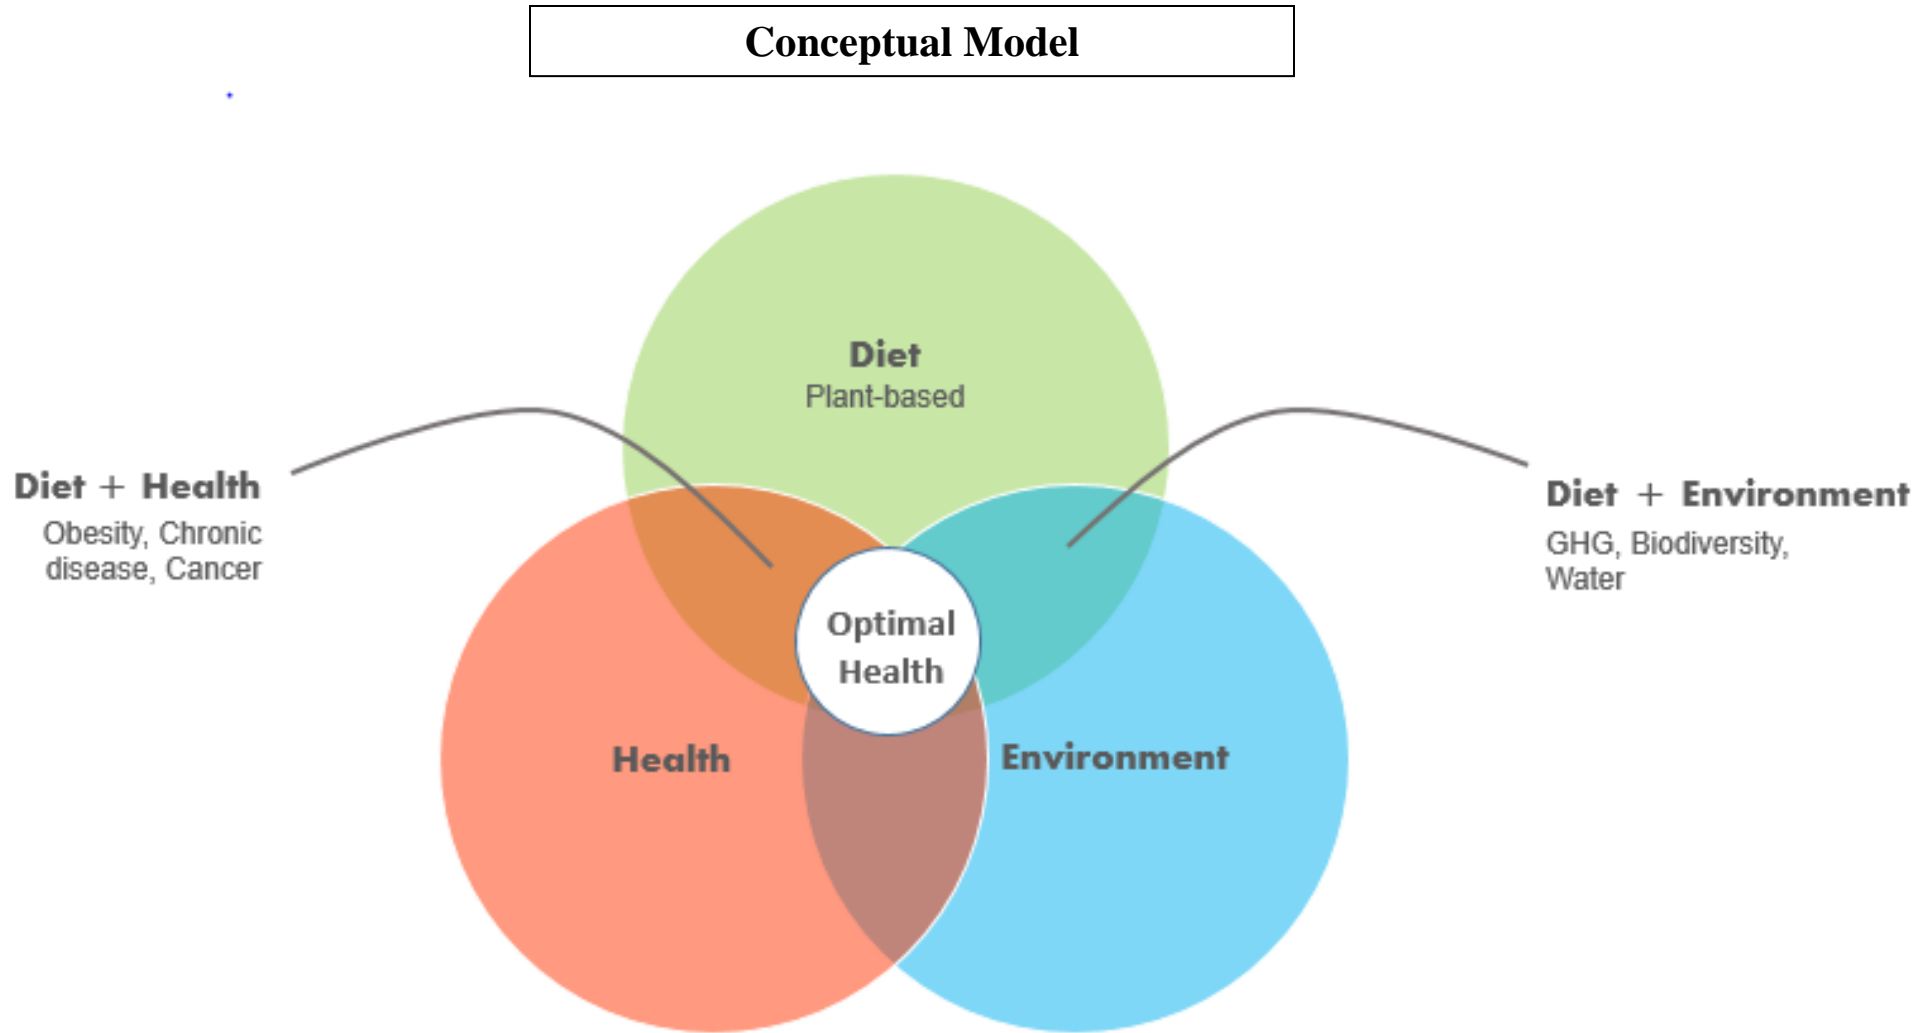 Conceptual Model
Diet
Plant-based
Diet + Health
Obesity, Chronic
disease, Cancer
Diet + Environment
GHG, Biodiversity,
Water
Optimal
Health
Health
Environment